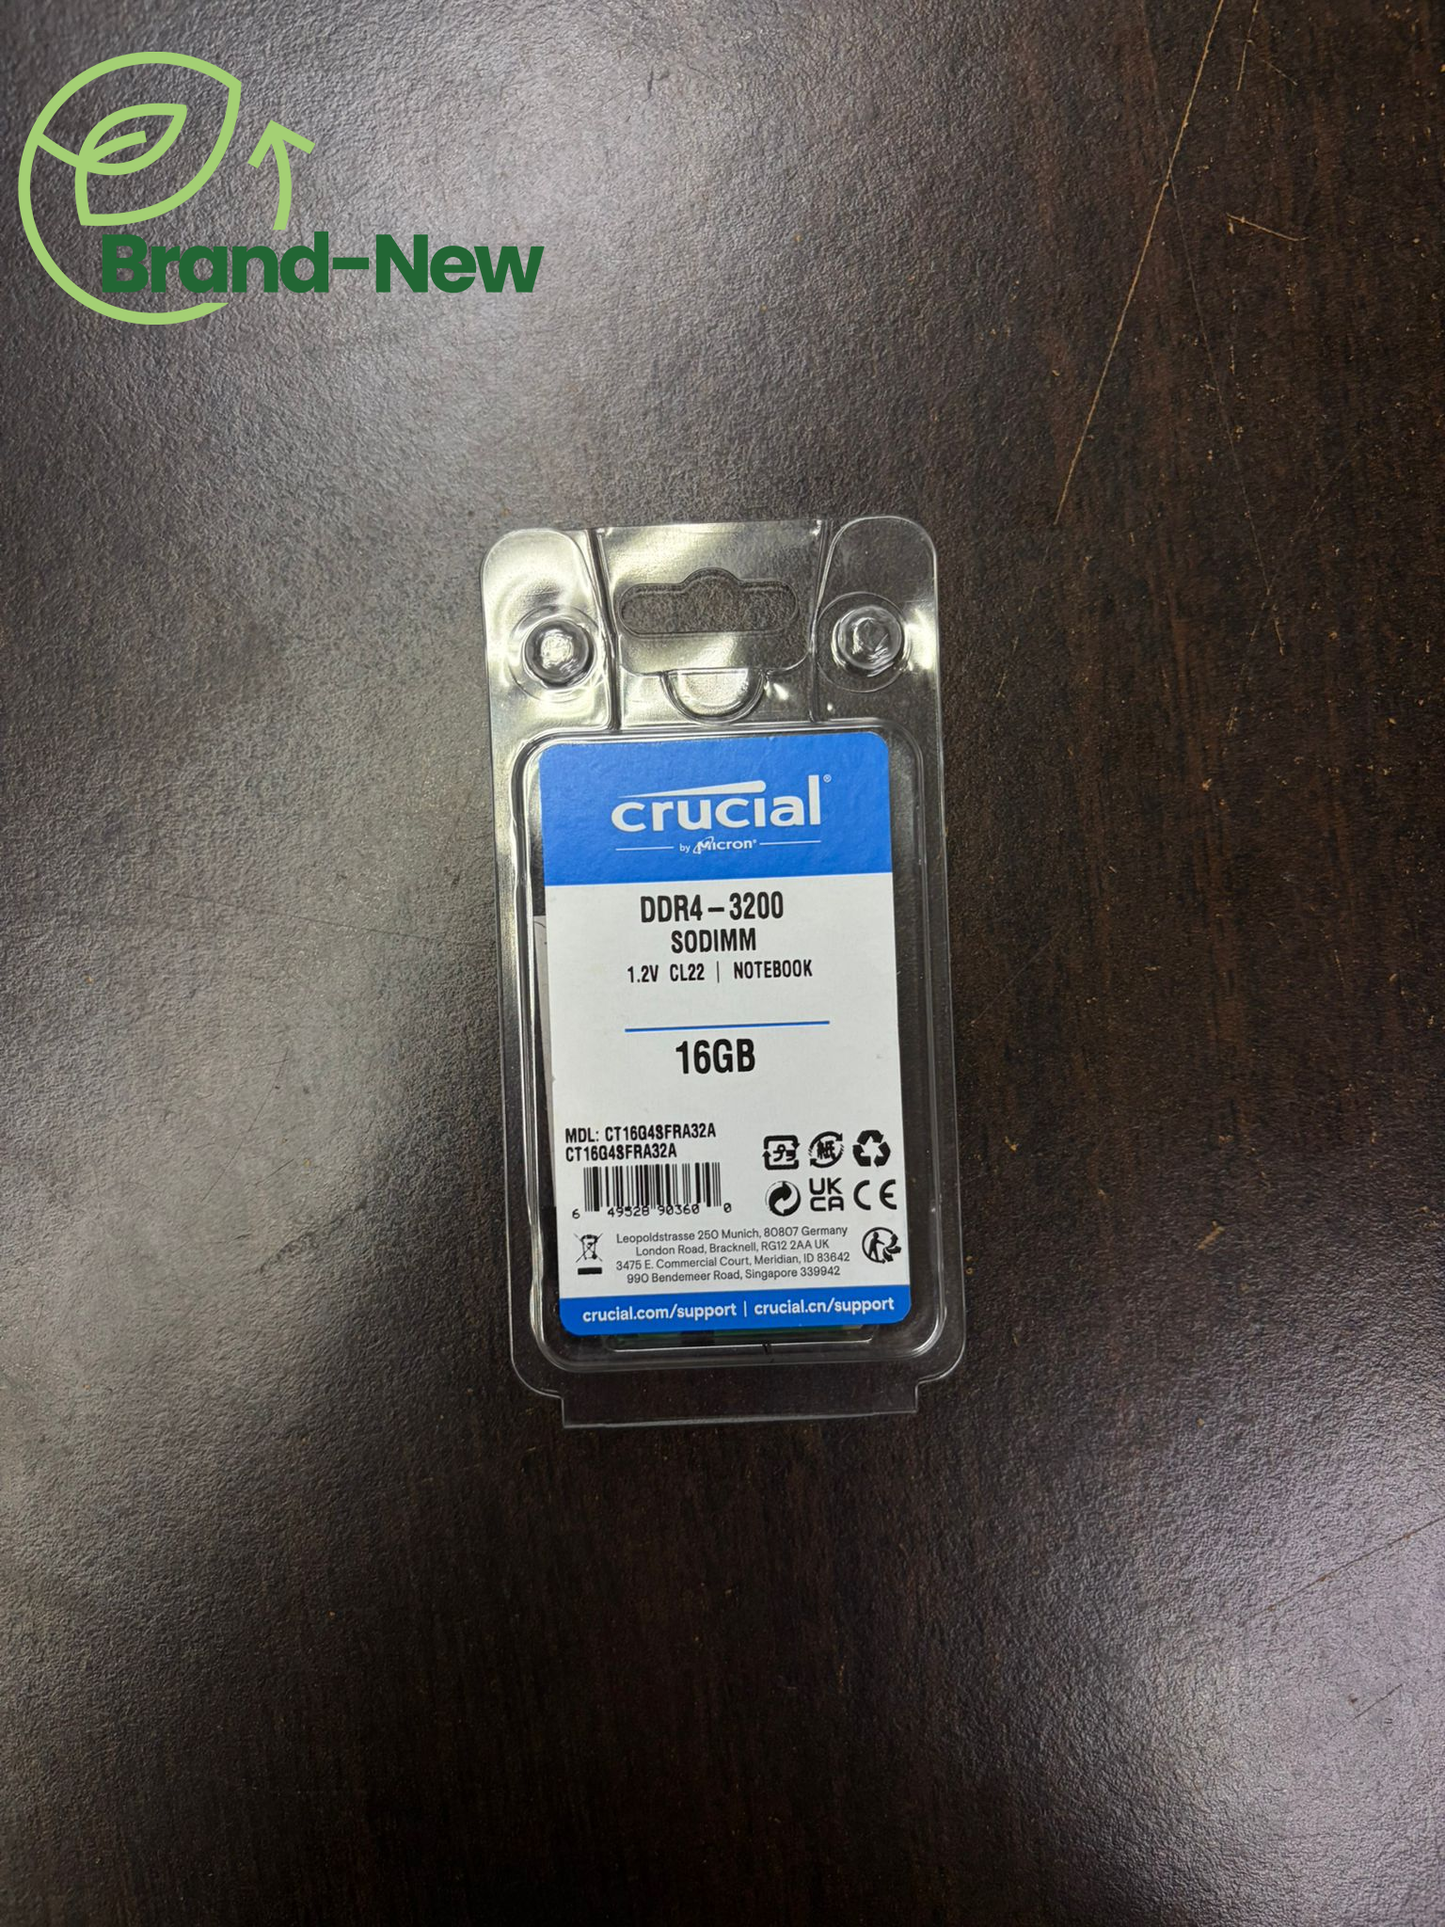 Brand-New
crucial®
by Micron®
DDR4-3200
SODIMM
1.2V CL22 | NOTEBOOK
16GB
MDL: CT16G4SFRA32A
CT16G4SFRA32A
6 49528 90360 0
紙
UK
CA
CE
Leopoldstrasse 250 Munich, 80807 Germany
London Road, Bracknell, RG12 2AA UK
3475 E. Commercial Court, Meridian, ID 83642
990 Bendemeer Road, Singapore 339942
crucial.com/support | crucial.cn/support